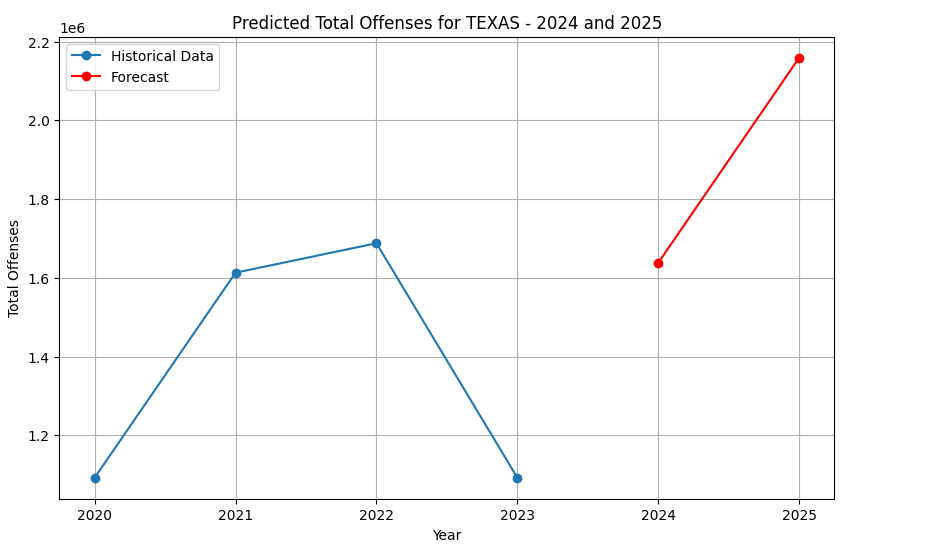 Predicted Total Offenses for TEXAS - 2024 and 2025
1e6
Historical Data
Forecast
2.2
2.0
1.8
1.6
1.4
1.2
Total Offenses
2020 2021 2022 2023 2024 2025
Year